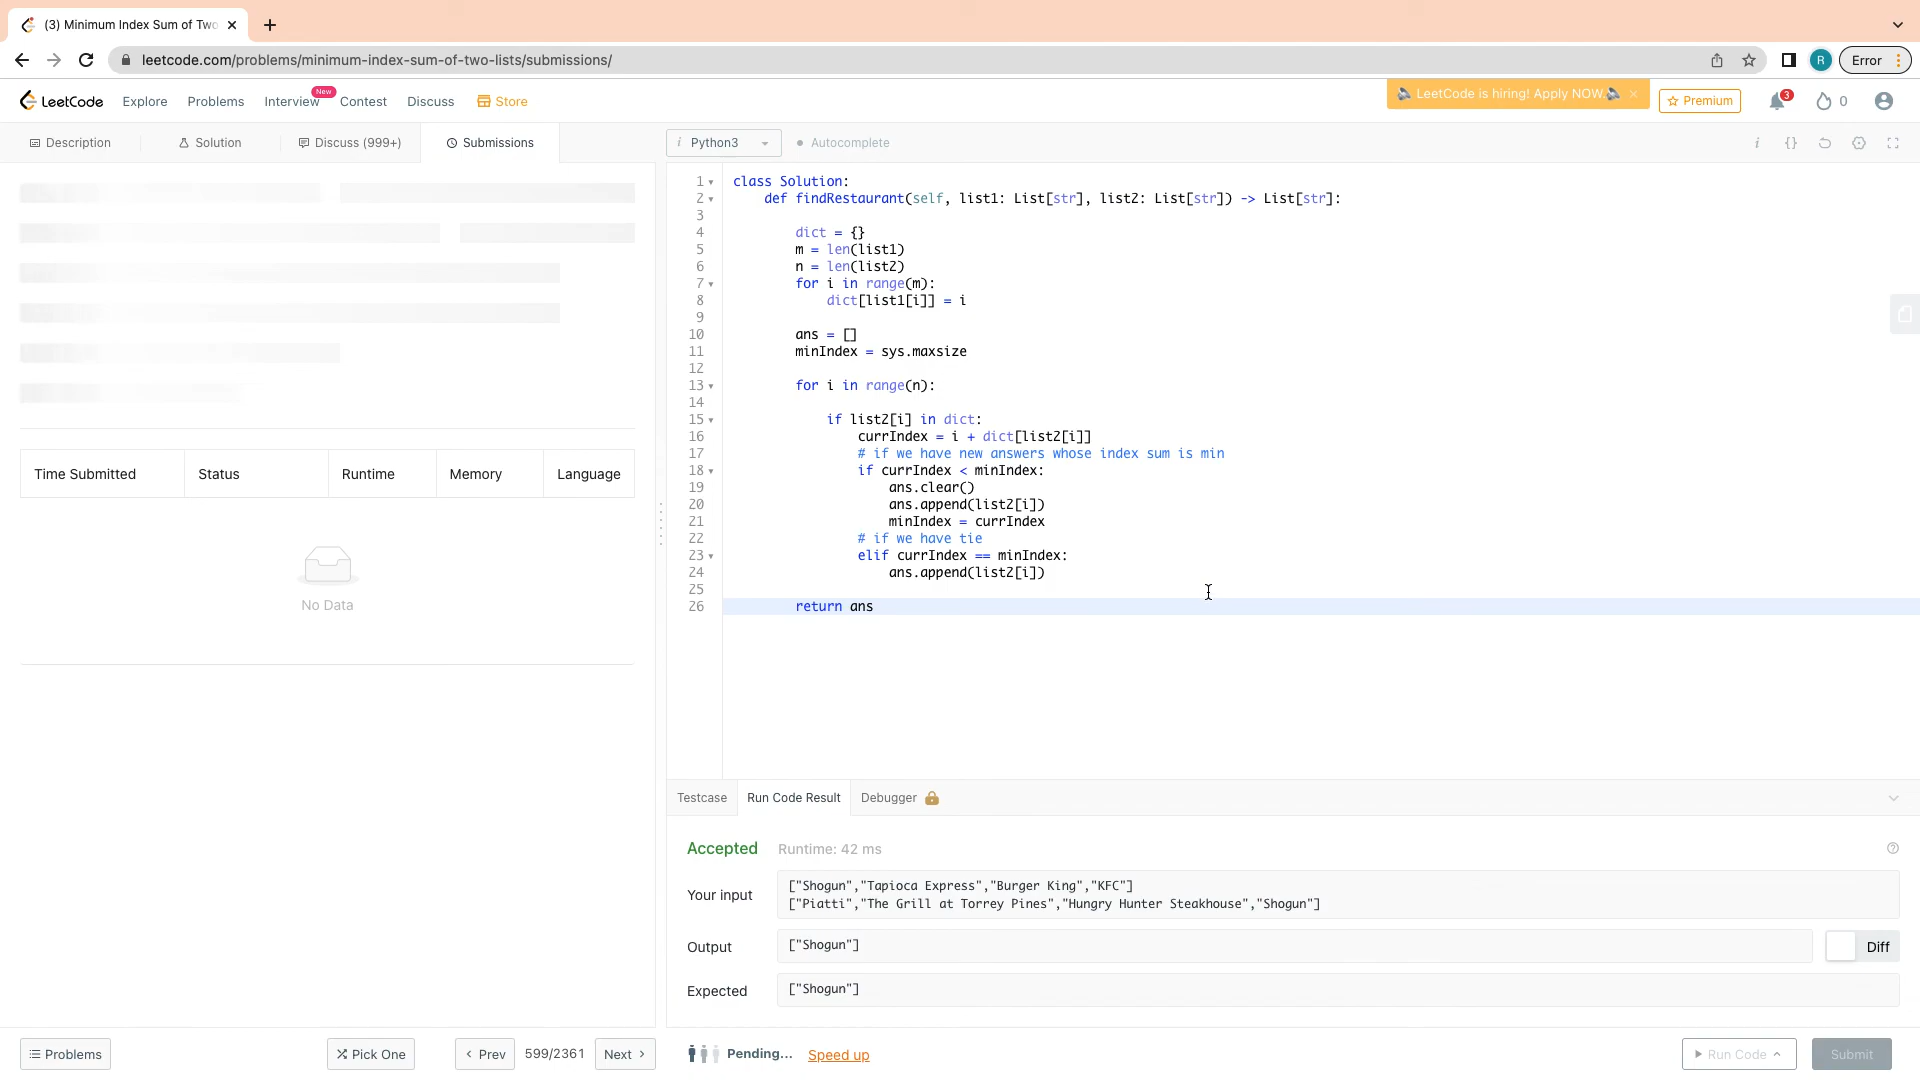 (3) Minimum Index Sum of Two
leetcode.com/problems/minimum-index-sum-of-two-lists/submissions/
R
Error
LeetCode
Explore
Problems
Interview
New
Contest
Discuss
Store
LeetCode is hiring! Apply NOW.
Premium
3
0
Description
Solution
Discuss (999+)
Submissions
i Python3
Autocomplete
i {}
1 class Solution:
2 def findRestaurant(self, list1: List[str], list2: List[str]) -> List[str]:
3
4 dict = {}
5 m = len(list1)
6 n = len(list2)
7 for i in range(m):
8 dict[list1[i]] = i
9
10 ans = []
11 minIndex = sys.maxsize
12
13 for i in range(n):
14
15 if list2[i] in dict:
16 currIndex = i + dict[list2[i]]
17 # if we have new answers whose index sum is min
18 if currIndex < minIndex:
19 ans.clear()
20 ans.append(list2[i])
21 minIndex = currIndex
22 # if we have tie
23 elif currIndex == minIndex:
24 ans.append(list2[i])
25
26 return ans
Time Submitted Status Runtime Memory Language
No Data
Testcase Run Code Result Debugger
Accepted Runtime: 42 ms
Your input
["Shogun","Tapioca Express","Burger King","KFC"]
["Piatti","The Grill at Torrey Pines","Hungry Hunter Steakhouse","Shogun"]
Output
["Shogun"]
Diff
Expected
["Shogun"]
Problems
Pick One
Prev
599/2361
Next
Pending...
Speed up
Run Code
Submit